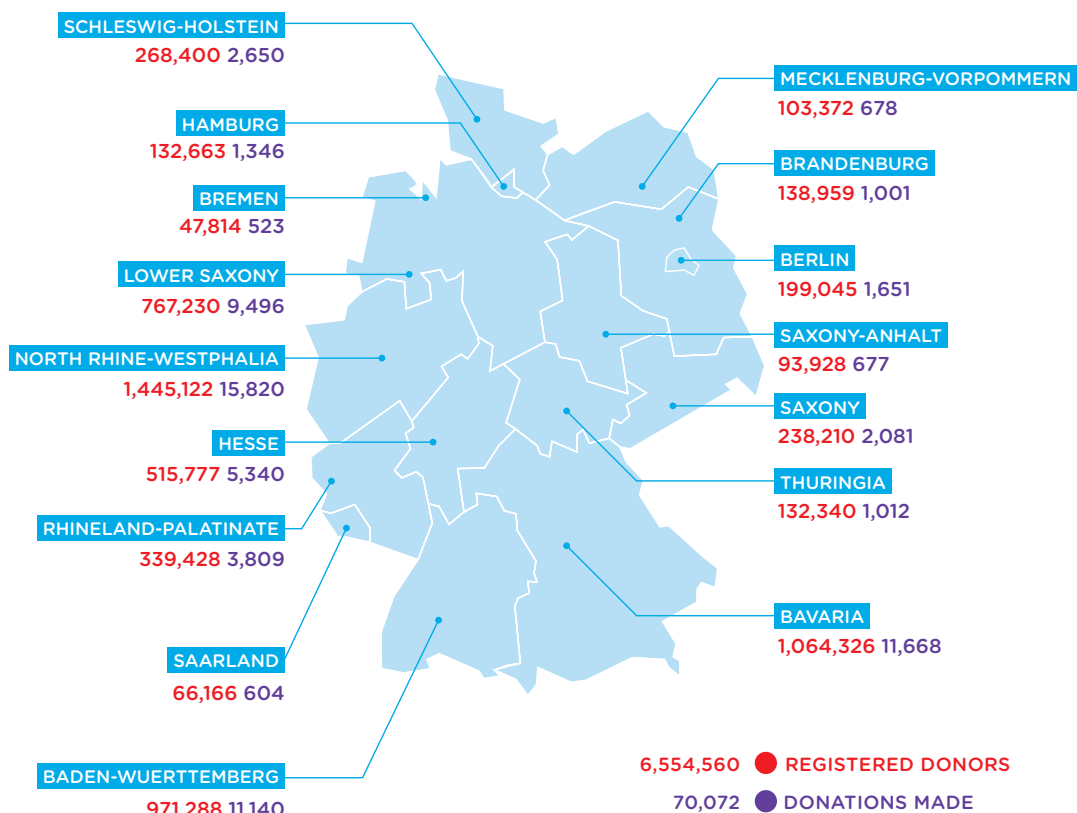 SCHLESWIG-HOLSTEIN
268,400 2,650
HAMBURG
132,663 1,346
BREMEN
47,814 523
LOWER SAXONY
767,230 9,496
NORTH RHINE-WESTPHALIA
1,445,122 15,820
HESSE
515,777 5,340
RHINELAND-PALATINATE
339,428 3,809
SAARLAND
66,166 604
BADEN-WUERTTEMBERG
971,288 11,140
MECKLENBURG-VORPOMMERN
103,372 678
BRANDENBURG
138,959 1,001
BERLIN
199,045 1,651
SAXONY-ANHALT
93,928 677
SAXONY
238,210 2,081
THURINGIA
132,340 1,012
BAVARIA
1,064,326 11,668
6,554,560 REGISTERED DONORS
70,072 DONATIONS MADE